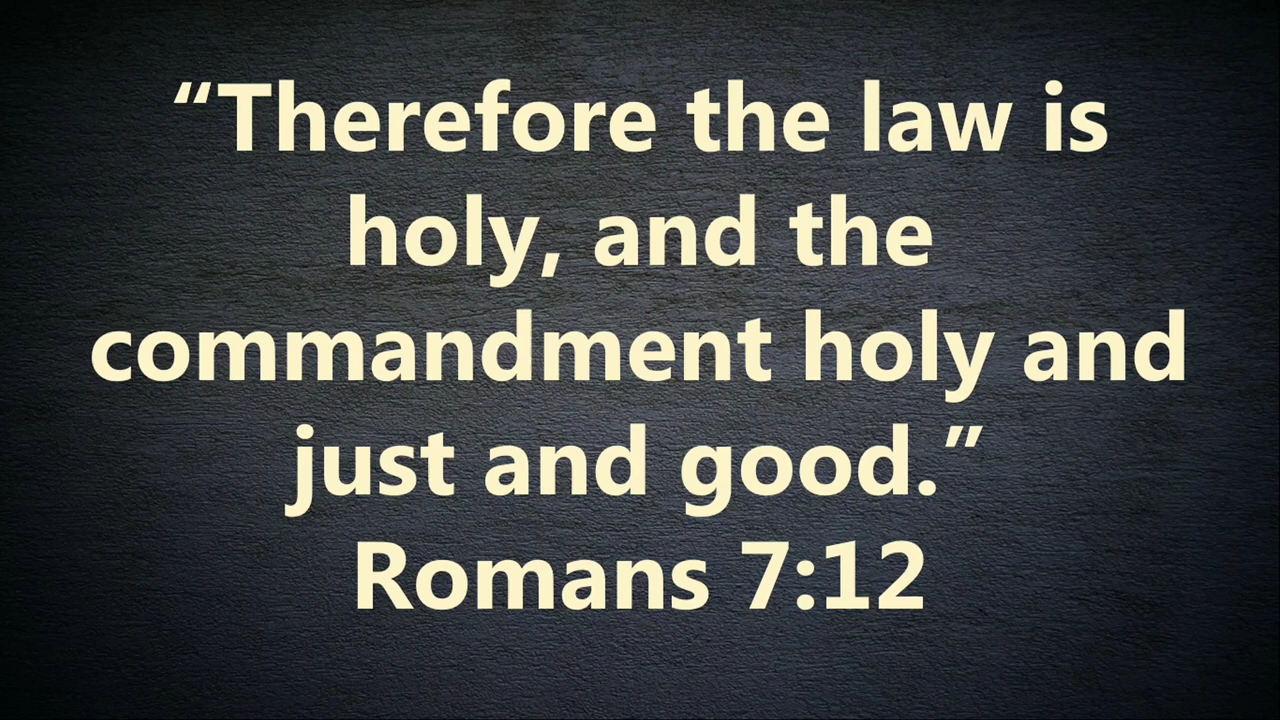 “Therefore the law is
holy, and the
commandment holy and
just and good.”
Romans 7:12